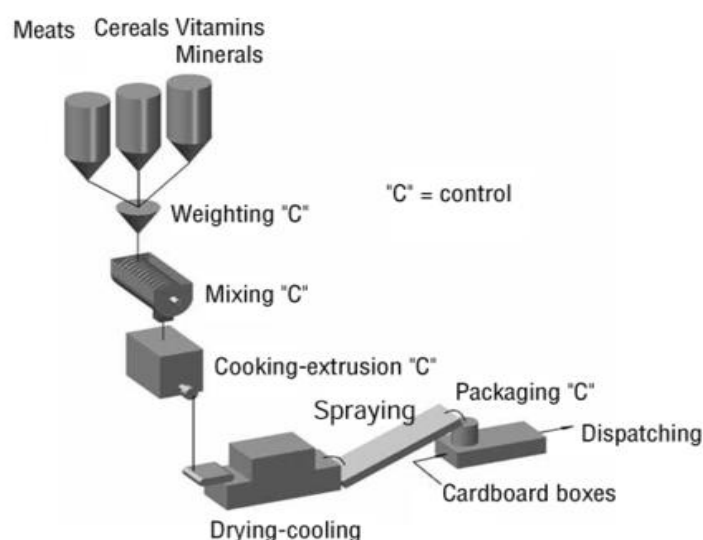 Meats Cereals Vitamins
Minerals
"C" = control
Weighting "C"
Mixing "C"
Cooking-extrusion "C"
Packaging "C"
Spraying
Dispatching
Cardboard boxes
Drying-cooling